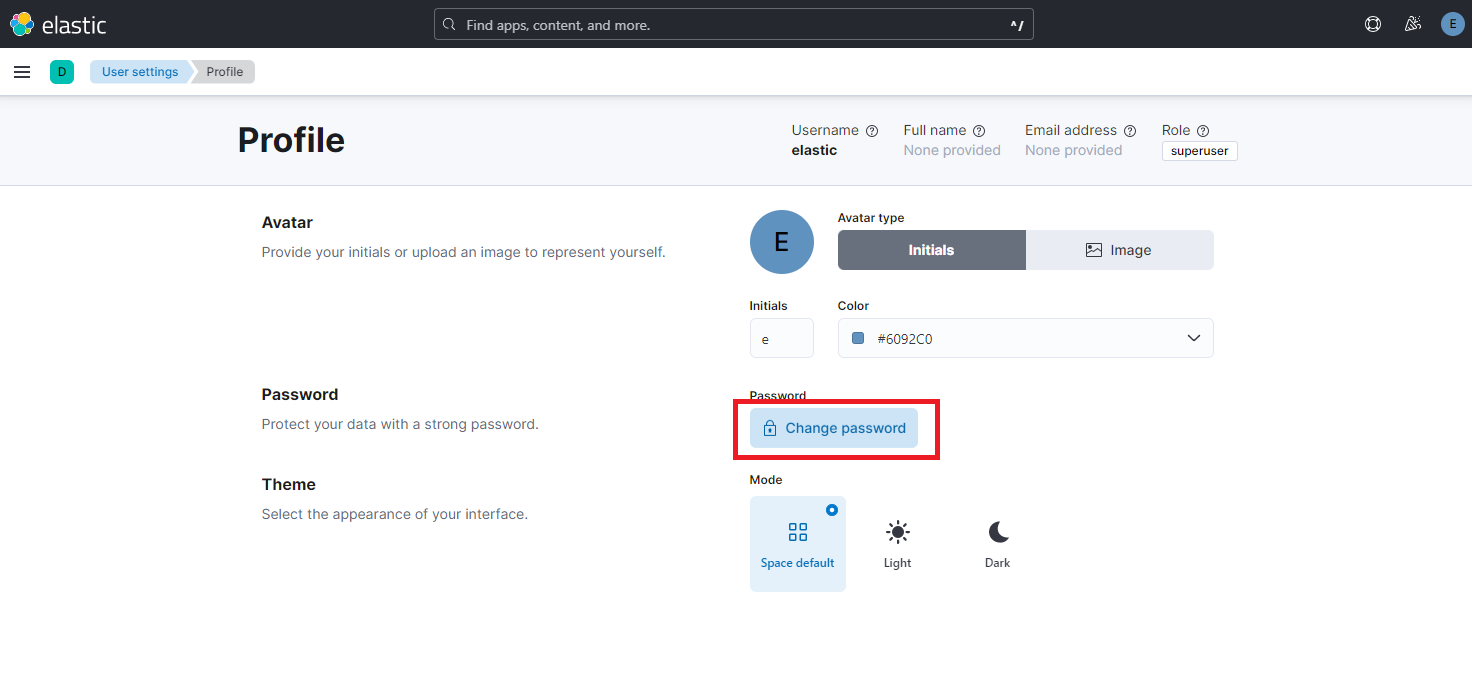 elastic
Find apps, content, and more.
^/
E
D
User settings
Profile
Profile
Username
elastic
Full name
None provided
Email address
None provided
Role
superuser
Avatar
Provide your initials or upload an image to represent yourself.
E
Avatar type
Initials
Image
Initials
e
Color
#6092C0
Password
Protect your data with a strong password.
Password
Change password
Theme
Select the appearance of your interface.
Mode
Space default
Light
Dark